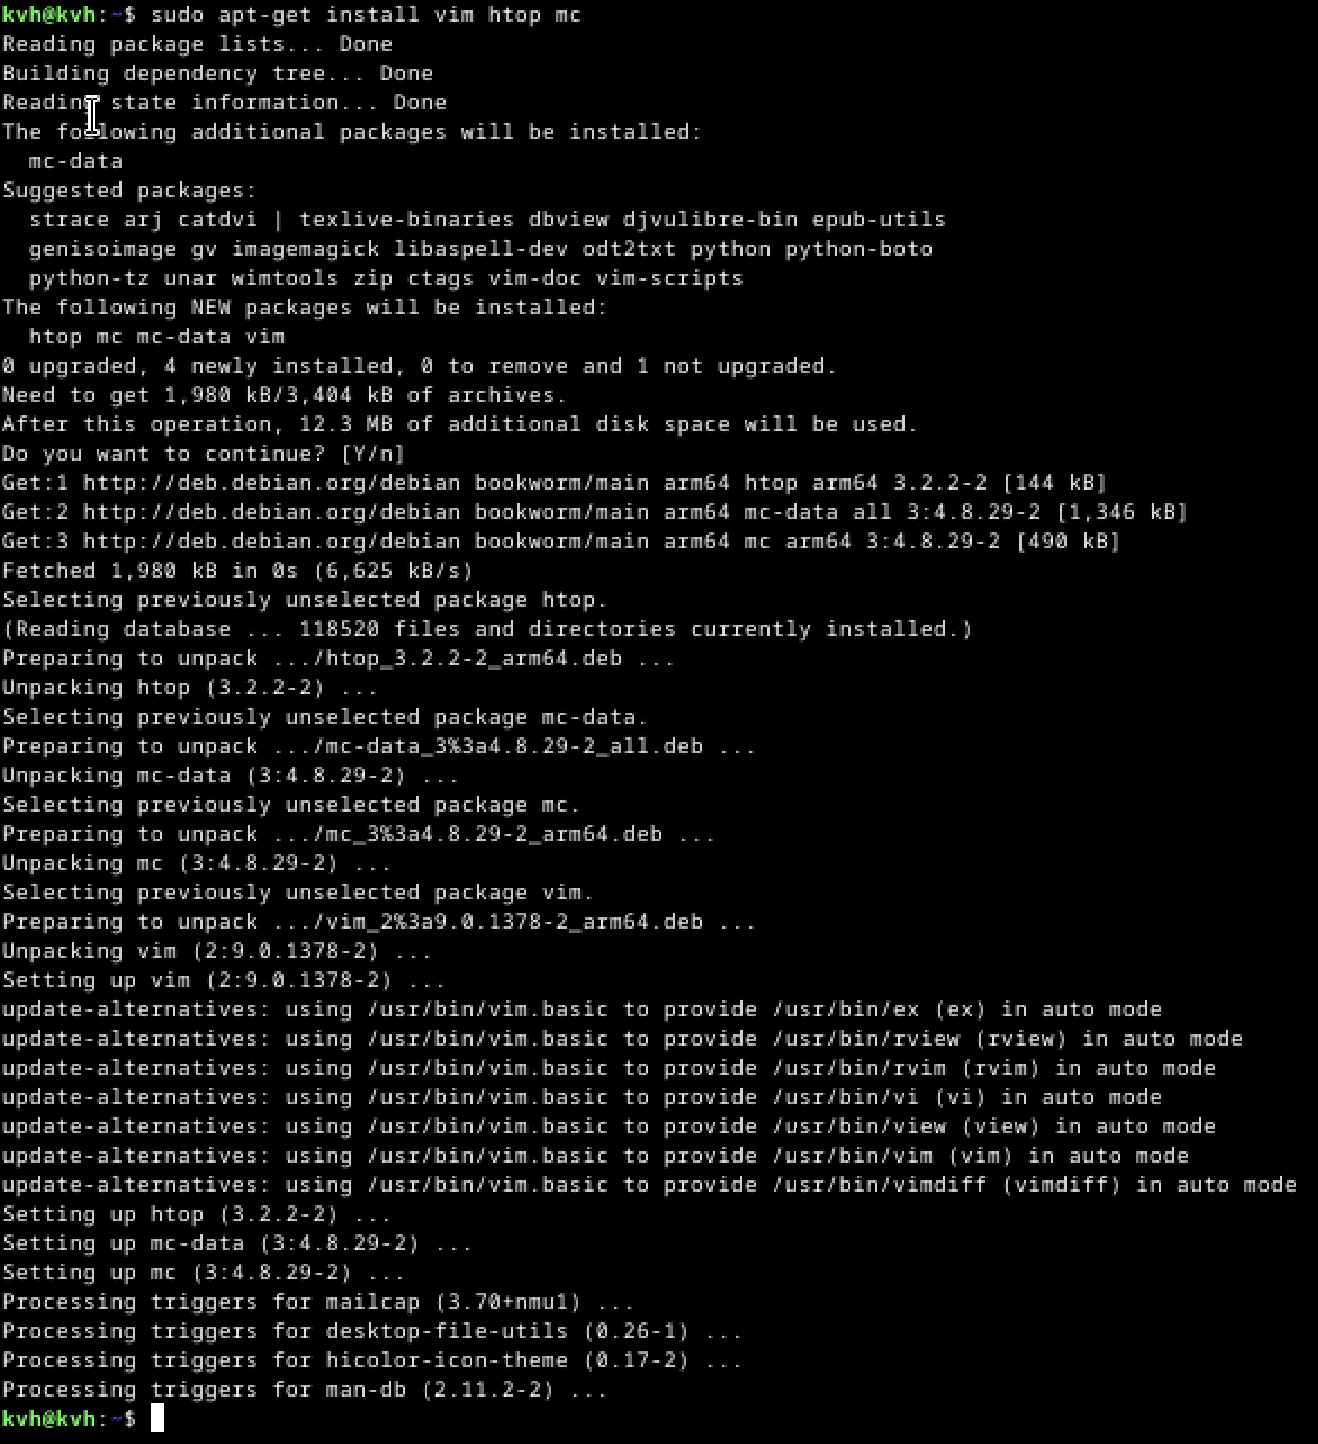 kvh@kvh:~$ sudo apt-get install vim htop mc
Reading package lists... Done
Building dependency tree... Done
Reading state information... Done
The following additional packages will be installed:
  mc-data
Suggested packages:
  strace arj catdvi | texlive-binaries dbview djvulibre-bin epub-utils
  genisoimage gv imagemagick libaspell-dev odt2txt python python-boto
  python-tz unar wimtools zip ctags vim-doc vim-scripts
The following NEW packages will be installed:
  htop mc mc-data vim
0 upgraded, 4 newly installed, 0 to remove and 1 not upgraded.
Need to get 1,980 kB/3,404 kB of archives.
After this operation, 12.3 MB of additional disk space will be used.
Do you want to continue? [Y/n]
Get:1 http://deb.debian.org/debian bookworm/main arm64 htop arm64 3.2.2-2 [144 kB]
Get:2 http://deb.debian.org/debian bookworm/main arm64 mc-data all 3:4.8.29-2 [1,346 kB]
Get:3 http://deb.debian.org/debian bookworm/main arm64 mc arm64 3:4.8.29-2 [490 kB]
Fetched 1,980 kB in 0s (6,625 kB/s)
Selecting previously unselected package htop.
(Reading database ... 118520 files and directories currently installed.)
Preparing to unpack .../htop_3.2.2-2_arm64.deb ...
Unpacking htop (3.2.2-2) ...
Selecting previously unselected package mc-data.
Preparing to unpack .../mc-data_3%3a4.8.29-2_all.deb ...
Unpacking mc-data (3:4.8.29-2) ...
Selecting previously unselected package mc.
Preparing to unpack .../mc_3%3a4.8.29-2_arm64.deb ...
Unpacking mc (3:4.8.29-2) ...
Selecting previously unselected package vim.
Preparing to unpack .../vim_2%3a9.0.1378-2_arm64.deb ...
Unpacking vim (2:9.0.1378-2) ...
Setting up vim (2:9.0.1378-2) ...
update-alternatives: using /usr/bin/vim.basic to provide /usr/bin/ex (ex) in auto mode
update-alternatives: using /usr/bin/vim.basic to provide /usr/bin/rview (rview) in auto mode
update-alternatives: using /usr/bin/vim.basic to provide /usr/bin/rvim (rvim) in auto mode
update-alternatives: using /usr/bin/vim.basic to provide /usr/bin/vi (vi) in auto mode
update-alternatives: using /usr/bin/vim.basic to provide /usr/bin/view (view) in auto mode
update-alternatives: using /usr/bin/vim.basic to provide /usr/bin/vim (vim) in auto mode
update-alternatives: using /usr/bin/vim.basic to provide /usr/bin/vimdiff (vimdiff) in auto mode
Setting up htop (3.2.2-2) ...
Setting up mc-data (3:4.8.29-2) ...
Setting up mc (3:4.8.29-2) ...
Processing triggers for mailcap (3.70+nmu1) ...
Processing triggers for desktop-file-utils (0.26-1) ...
Processing triggers for hicolor-icon-theme (0.17-2) ...
Processing triggers for man-db (2.11.2-2) ...
kvh@kvh:~$